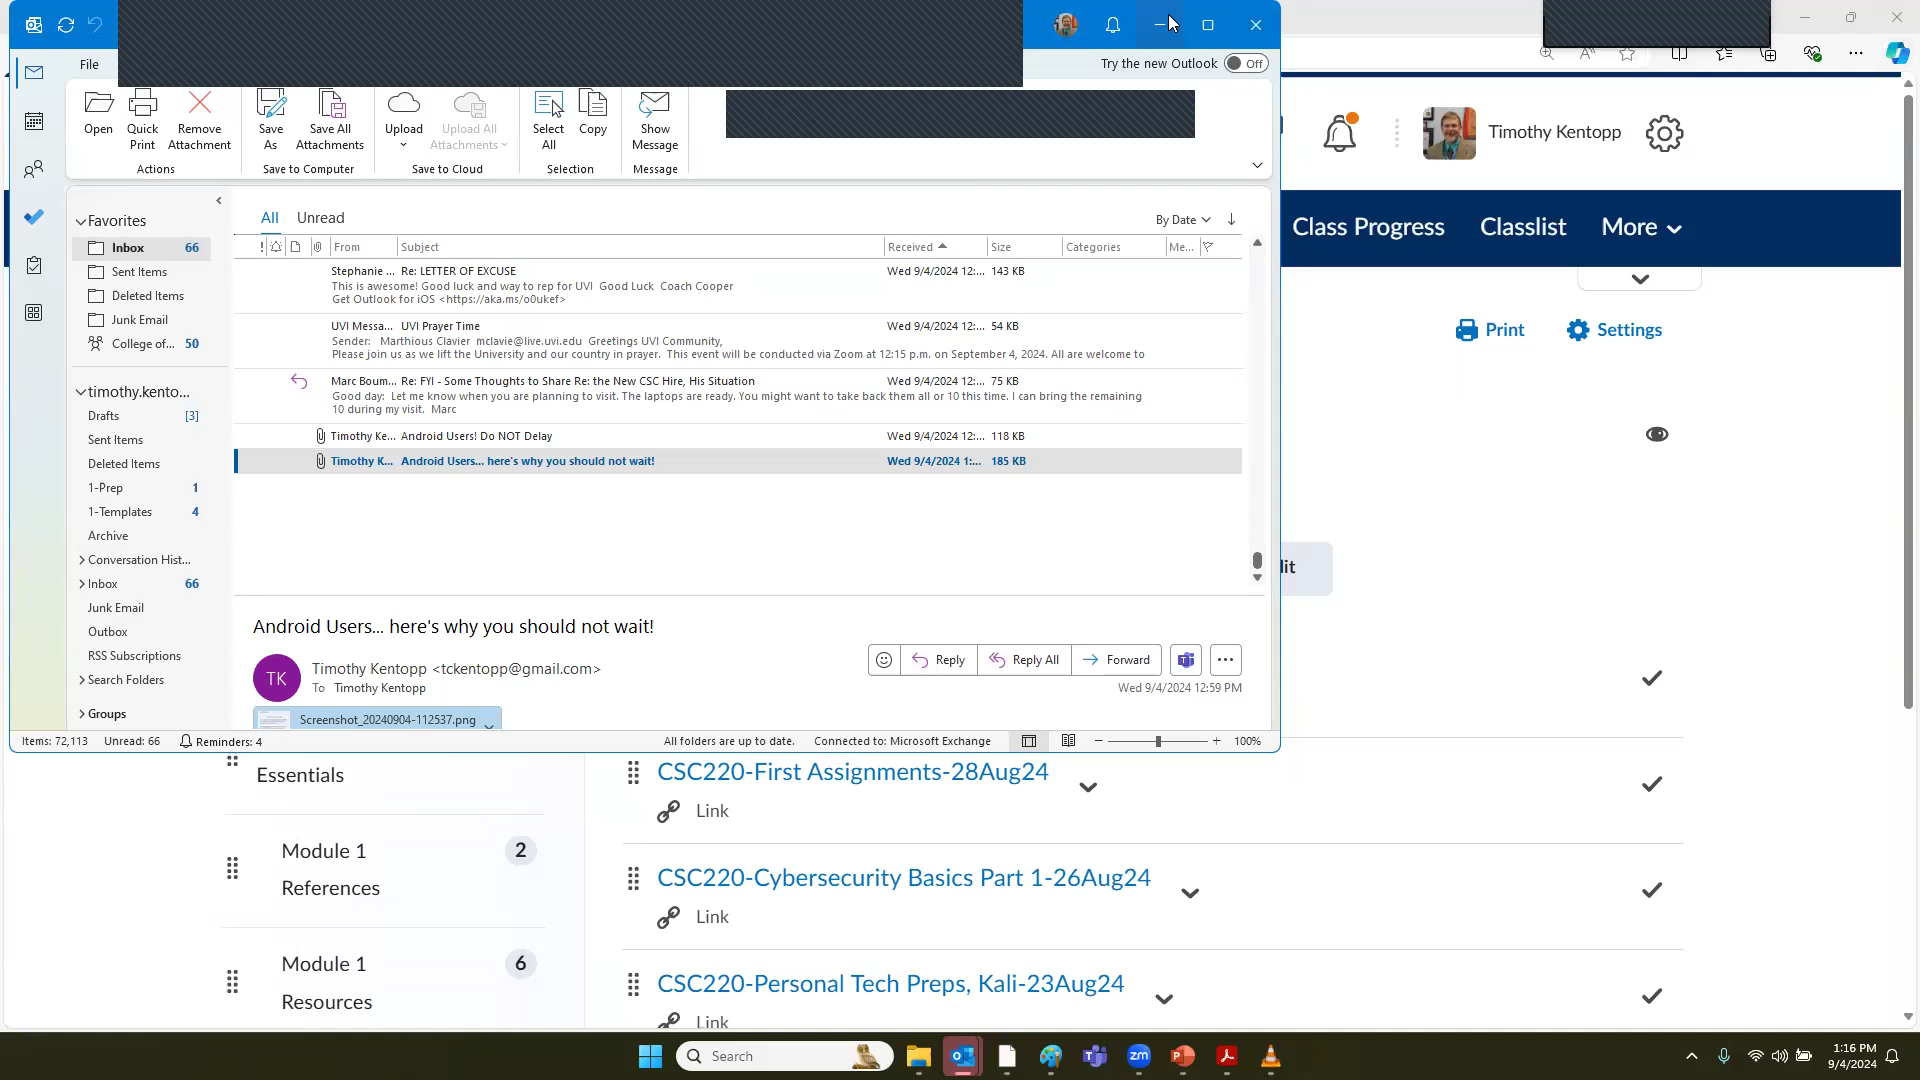 File
Try the new Outlook
Off
Open
Quick Print
Remove Attachment
Save As
Save All Attachments
Upload
Upload All Attachments
Select All
Copy
Show Message
Actions
Save to Computer
Save to Cloud
Selection
Message
Favorites
Inbox 66
Sent Items
Deleted Items
Junk Email
College of... 50
timothy.kento...
Drafts [3]
Sent Items
Deleted Items
1-Prep 1
1-Templates 4
Archive
Conversation Hist...
Inbox 66
Junk Email
Outbox
RSS Subscriptions
Search Folders
Groups
All Unread
By Date
! From Subject Received Size Categories Me...
Stephanie ... Re: LETTER OF EXCUSE Wed 9/4/2024 12:... 143 KB
This is awesome! Good luck and way to rep for UVI Good Luck Coach Cooper
Get Outlook for iOS <https://aka.ms/o0ukef>
UVI Messa... UVI Prayer Time Wed 9/4/2024 12:... 54 KB
Sender: Marthious Clavier mclavie@live.uvi.edu Greetings UVI Community,
Please join us as we lift the University and our country in prayer. This event will be conducted via Zoom at 12:15 p.m. on September 4, 2024. All are welcome to
Marc Boum... Re: FYI - Some Thoughts to Share Re: the New CSC Hire, His Situation Wed 9/4/2024 12:... 75 KB
Good day: Let me know when you are planning to visit. The laptops are ready. You might want to take back them all or 10 this time. I can bring the remaining
10 during my visit. Marc
Timothy Ke... Android Users! Do NOT Delay Wed 9/4/2024 12:... 118 KB
Timothy K... Android Users... here's why you should not wait! Wed 9/4/2024 1:... 185 KB
Android Users... here's why you should not wait!
TK
Timothy Kentopp <tckentopp@gmail.com>
To Timothy Kentopp
Reply
Reply All
Forward
Wed 9/4/2024 12:59 PM
Screenshot_20240904-112537.png
Items: 72,113 Unread: 66 Reminders: 4 All folders are up to date. Connected to: Microsoft Exchange 100%
Timothy Kentopp
Class Progress Classlist More
Print Settings
Essentials
Module 1 References 2
Module 1 Resources 6
CSC220-First Assignments-28Aug24
Link
CSC220-Cybersecurity Basics Part 1-26Aug24
Link
CSC220-Personal Tech Preps, Kali-23Aug24
Link
Search
zm
1:16 PM
9/4/2024